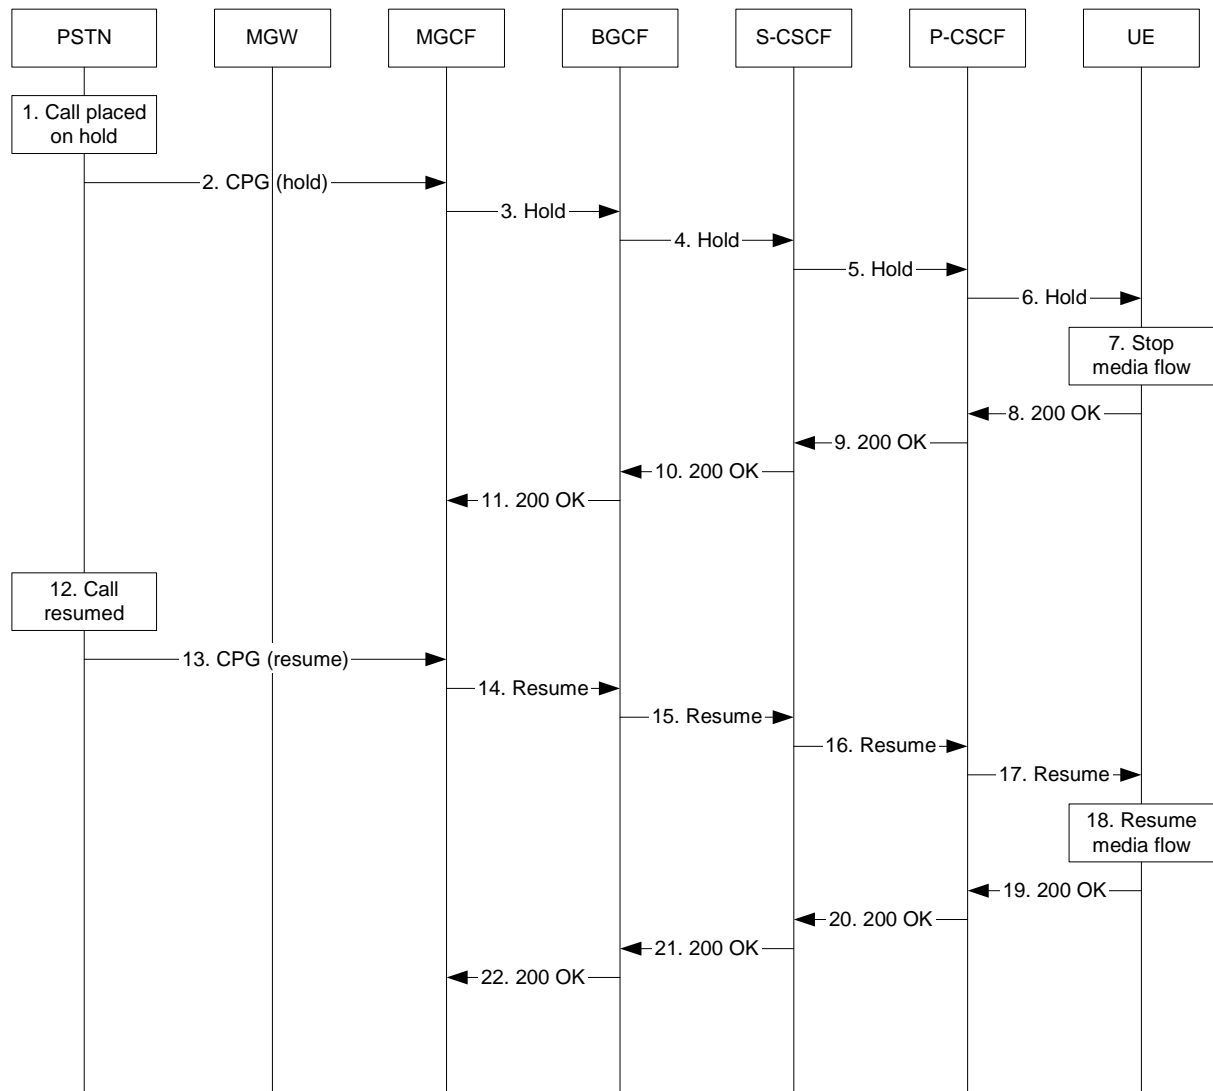 PSTN
MGW
MGCF
BGCF
S-CSCF
P-CSCF
UE
1. Call placed
on hold
2. CPG (hold)
3. Hold
4. Hold
5. Hold
6. Hold
7. Stop
media flow
8. 200 OK
9. 200 OK
10. 200 OK
11. 200 OK
12. Call
resumed
13. CPG (resume)
14. Resume
15. Resume
16. Resume
17. Resume
18. Resume
media flow
19. 200 OK
20. 200 OK
21. 200 OK
22. 200 OK